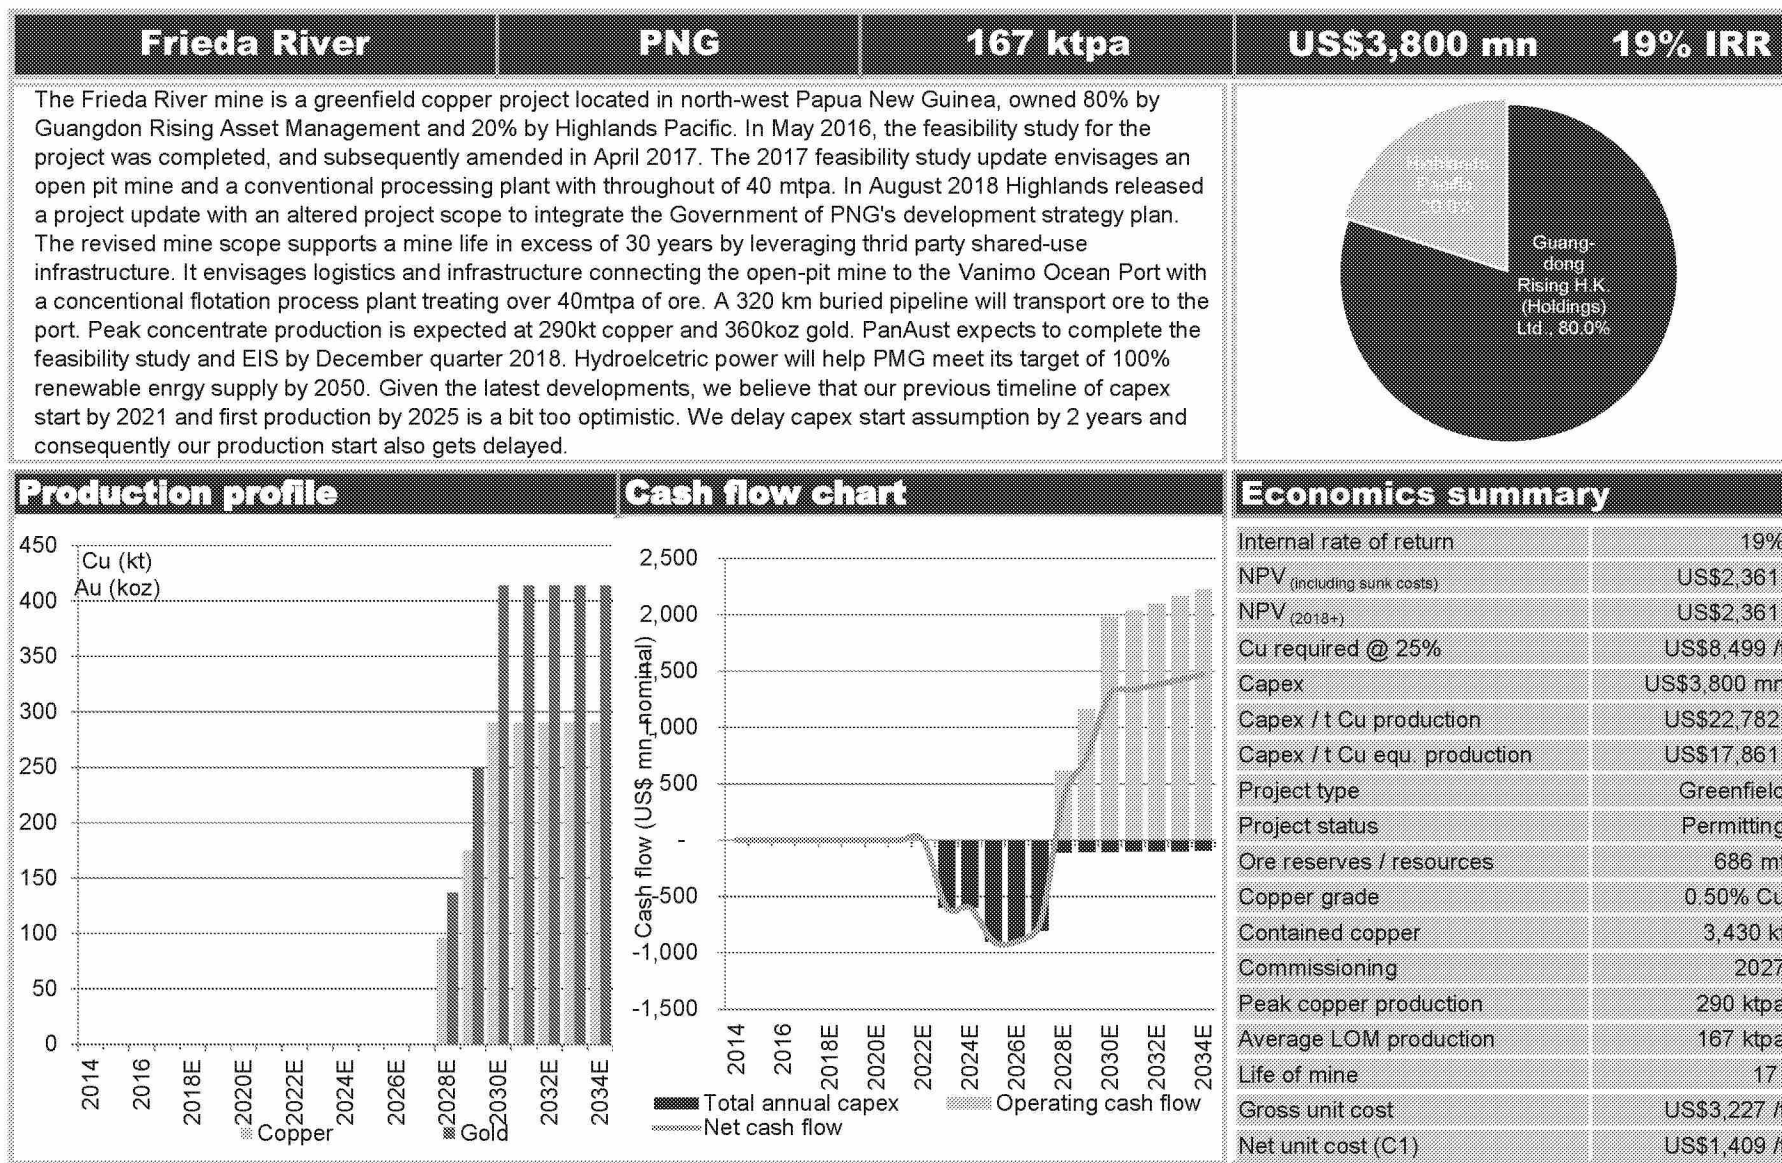 Frieda River PNG 167 ktpa US$3,800 mn 19% IRR
The Frieda River mine is a greenfield copper project located in north-west Papua New Guinea, owned 80% by
Guangdon Rising Asset Management and 20% by Highlands Pacific. In May 2016, the feasibility study for the
project was completed, and subsequently amended in April 2017. The 2017 feasibility study update envisages an
open pit mine and a conventional processing plant with throughout of 40 mtpa. In August 2018 Highlands released
a project update with an altered project scope to integrate the Government of PNG's development strategy plan.
The revised mine scope supports a mine life in excess of 30 years by leveraging thrid party shared-use
infrastructure. It envisages logistics and infrastructure connecting the open-pit mine to the Vanimo Ocean Port with
a concentional flotation process plant treating over 40mtpa of ore. A 320 km buried pipeline will transport ore to the
port. Peak concentrate production is expected at 290kt copper and 360koz gold. PanAust expects to complete the
feasibility study and EIS by December quarter 2018. Hydroelcetric power will help PMG meet its target of 100%
renewable enrgy supply by 2050. Given the latest developments, we believe that our previous timeline of capex
start by 2021 and first production by 2025 is a bit too optimistic. We delay capex start assumption by 2 years and
consequently our production start also gets delayed.
Highlands
Pacific
20.0%
Guang-
dong
Rising H.K.
(Holdings)
Ltd., 80.0%
Production profile
450
400
350
300
250
200
150
100
50
0
Cu (kt)
Au (koz)
2014 2016 2018E 2020E 2022E 2024E 2026E 2028E 2030E 2032E 2034E
Copper Gold
Cash flow chart
Cash flow (US$ mn, nominal)
2,500
2,000
1,500
1,000
500
-
-500
-1,000
-1,500
2014 2016 2018E 2020E 2022E 2024E 2026E 2028E 2030E 2032E 2034E
Total annual capex Operating cash flow
Net cash flow
Economics summary
Internal rate of return 19%
NPV (including sunk costs) US$2,361
NPV (2018+) US$2,361
Cu required @ 25% US$8,499 /
Capex US$3,800 mn
Capex / t Cu production US$22,782
Capex / t Cu equ. production US$17,861
Project type Greenfield
Project status Permitting
Ore reserves / resources 686 mt
Copper grade 0.50% Cu
Contained copper 3,430 kt
Commissioning 2027
Peak copper production 290 ktpa
Average LOM production 167 ktpa
Life of mine 17
Gross unit cost US$3,227 /
Net unit cost (C1) US$1,409 /